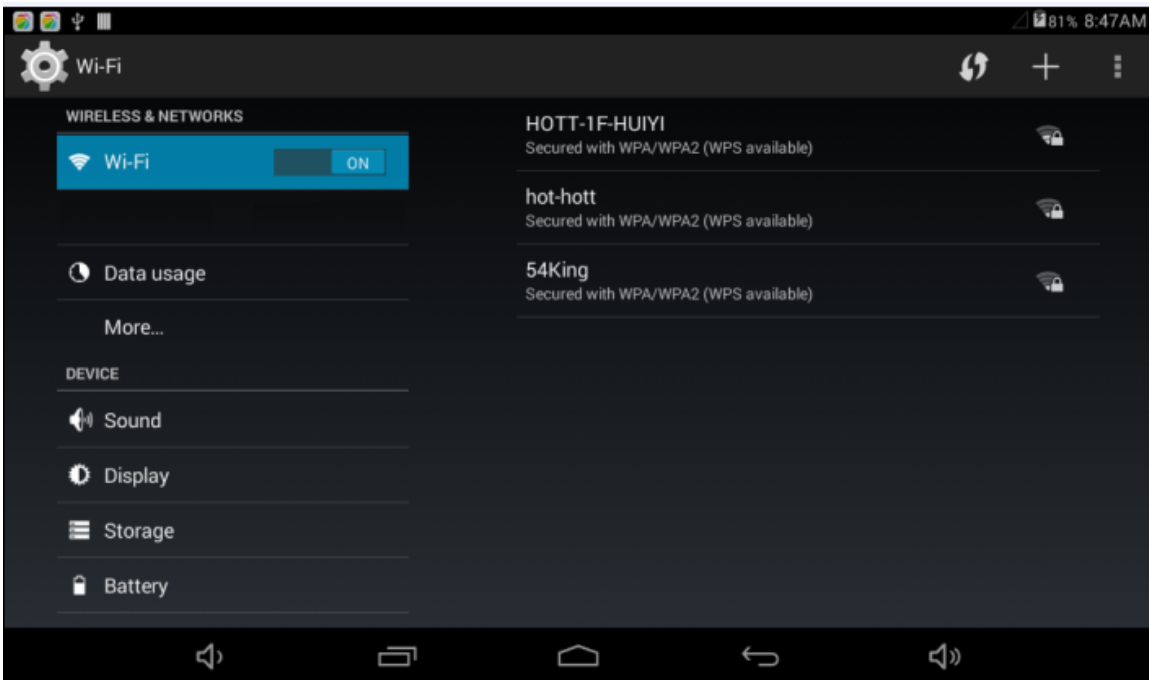 81% 8:47AM
Wi-Fi
WIRELESS & NETWORKS
Wi-Fi ON
Data usage
More...
DEVICE
Sound
Display
Storage
Battery
HOTT-1F-HUIYI
Secured with WPA/WPA2 (WPS available)
hot-hott
Secured with WPA/WPA2 (WPS available)
54King
Secured with WPA/WPA2 (WPS available)